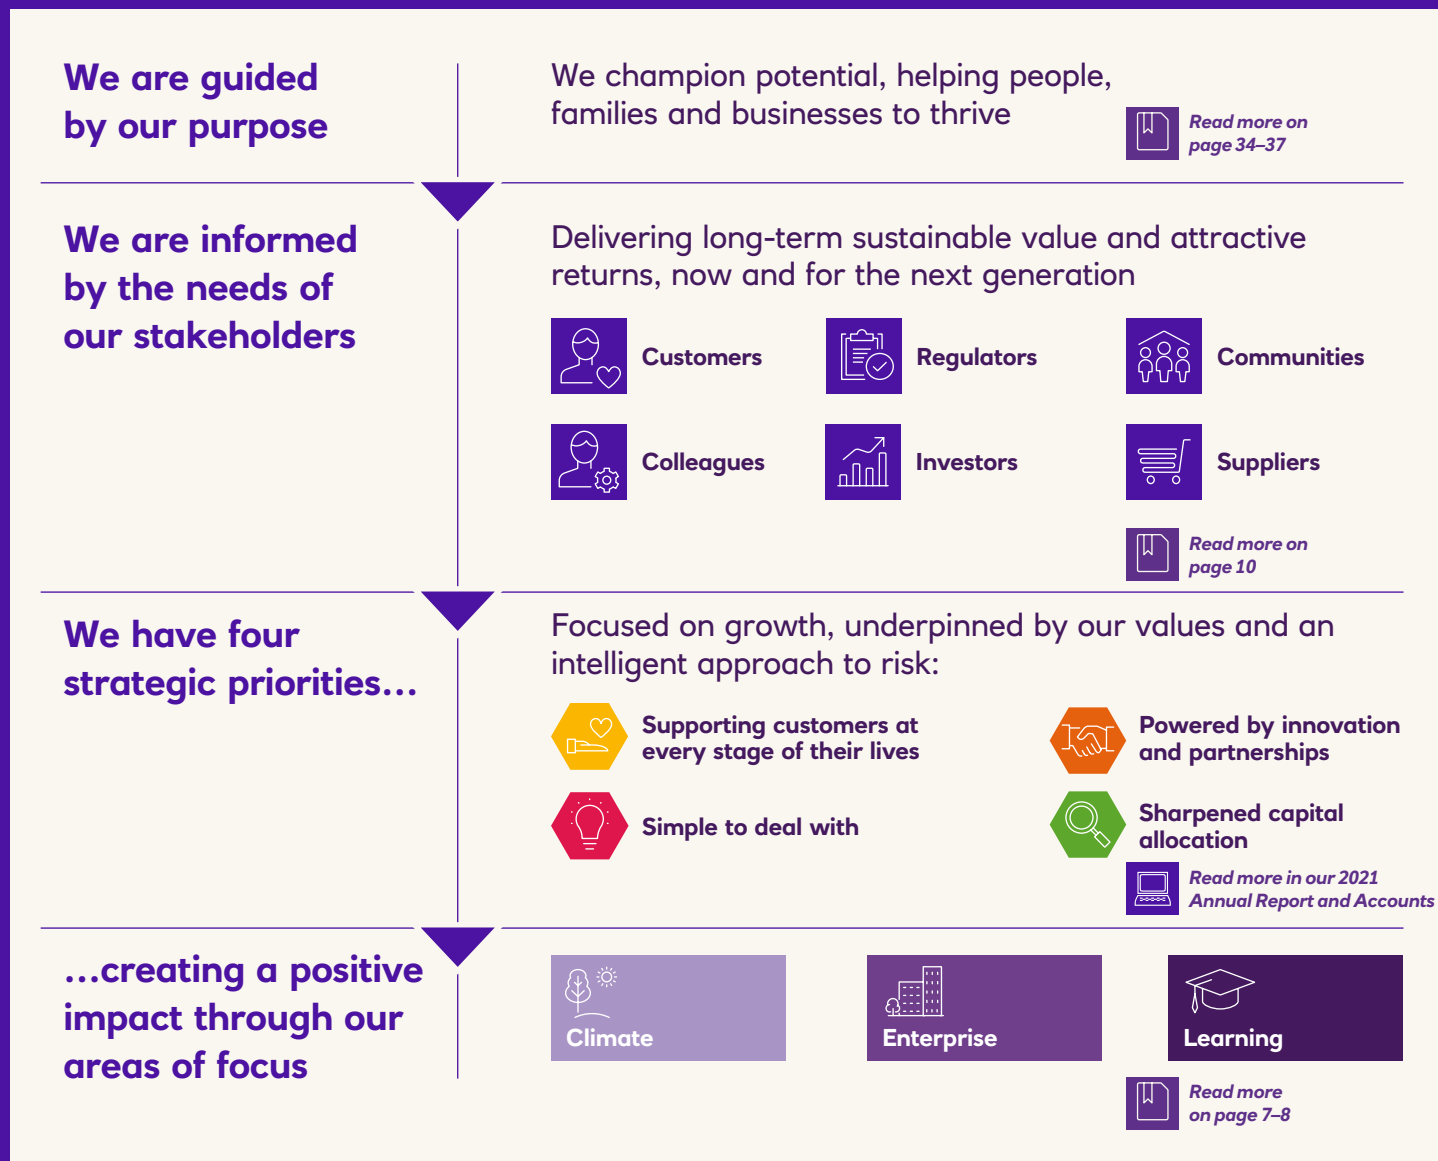 We are guided
by our purpose
We champion potential, helping people,
families and businesses to thrive
Read more on
page 34–37
We are informed
by the needs of
our stakeholders
Delivering long-term sustainable value and attractive
returns, now and for the next generation
Customers
Regulators
Communities
Colleagues
Investors
Suppliers
Read more on
page 10
We have four
strategic priorities...
Focused on growth, underpinned by our values and an
intelligent approach to risk:
Supporting customers at
every stage of their lives
Powered by innovation
and partnerships
Simple to deal with
Sharpened capital
allocation
Read more in our 2021
Annual Report and Accounts
...creating a positive
impact through our
areas of focus
Climate
Enterprise
Learning
Read more
on page 7–8